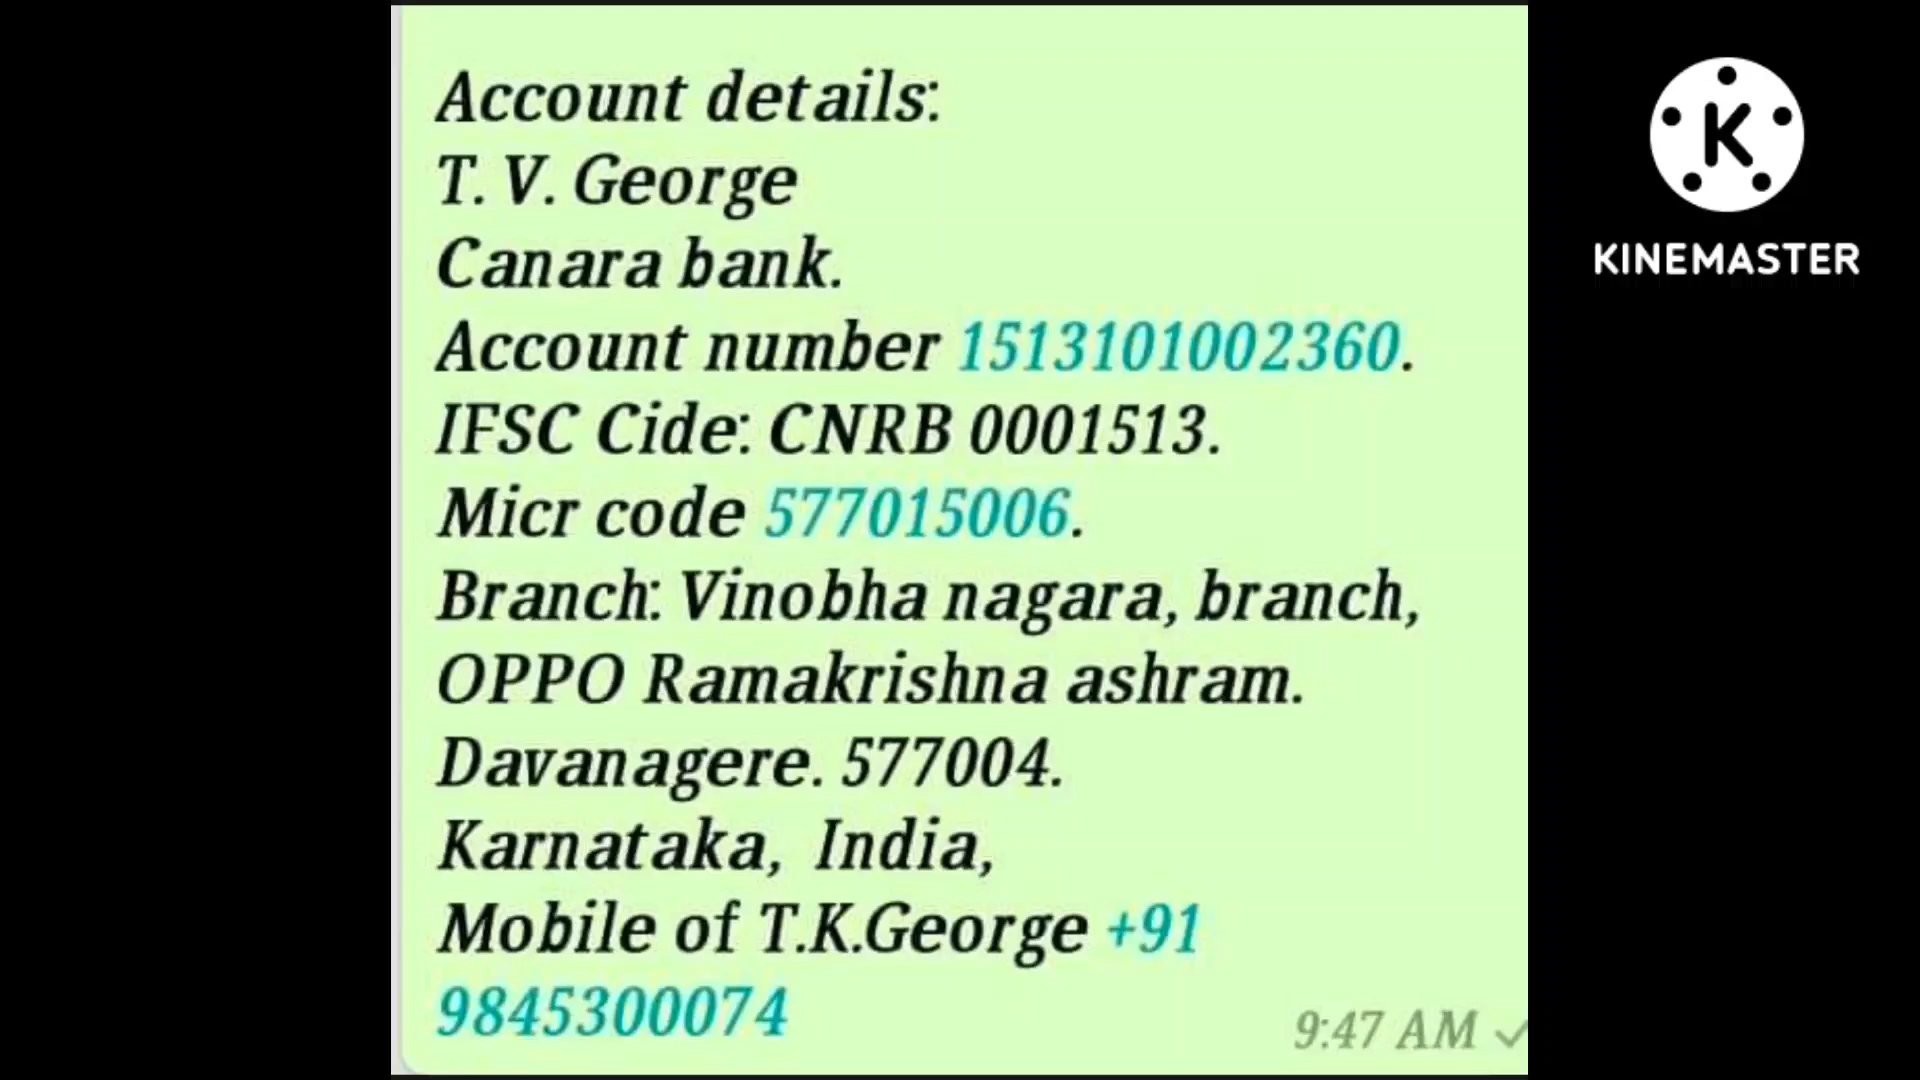 Account details:
T. V. George
Canara bank.
Account number 1513101002360.
IFSC Cide: CNRB 0001513.
Micr code 577015006.
Branch: Vinobha nagara, branch,
OPPO Ramakrishna ashram.
Davanagere. 577004.
Karnataka, India,
Mobile of T.K.George +91
9845300074
9:47 AM
K
KINEMASTER